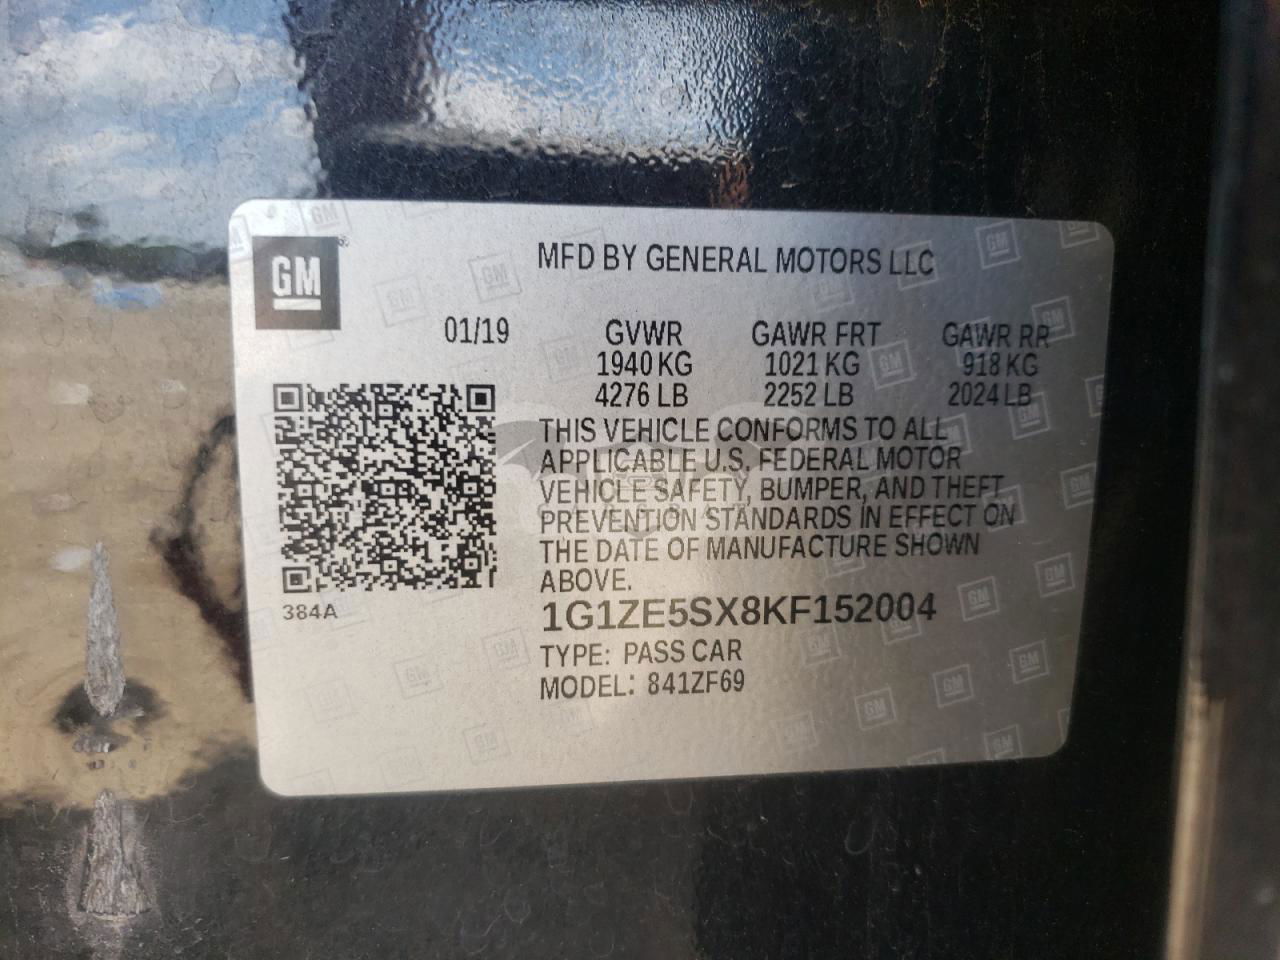 GM
MFD BY GENERAL MOTORS LLC
01/19 GVWR GAWR FRT GAWR RR
1940 KG 1021 KG 918 KG
4276 LB 2252 LB 2024 LB
THIS VEHICLE CONFORMS TO ALL
APPLICABLE U.S. FEDERAL MOTOR
VEHICLE SAFETY, BUMPER, AND THEFT
PREVENTION STANDARDS IN EFFECT ON
THE DATE OF MANUFACTURE SHOWN
ABOVE.
384A
1G1ZE5SX8KF152004
TYPE: PASS CAR
MODEL: 841ZF69